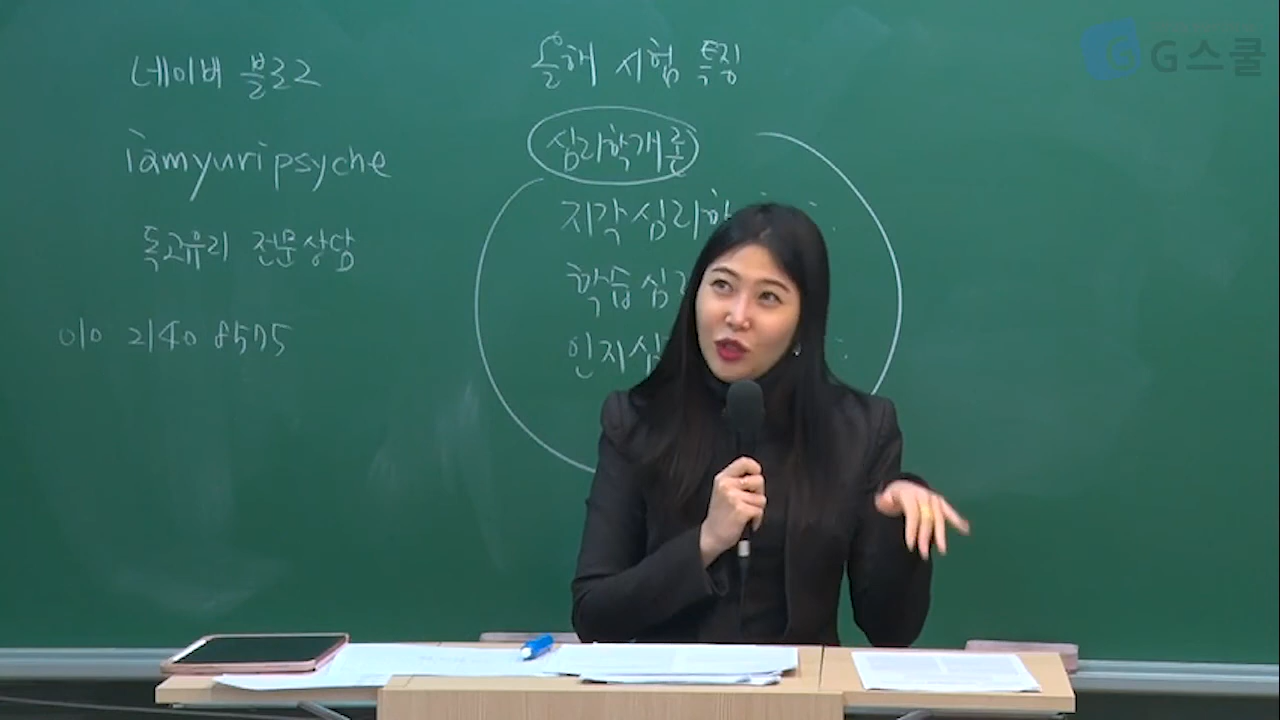 네이버 블로그
iamyuripsyche
독고유리 전문상담
010 2140 8575
올해 시험 특징
심리학개론
지각심리학
학습심리
인지심
G스쿨